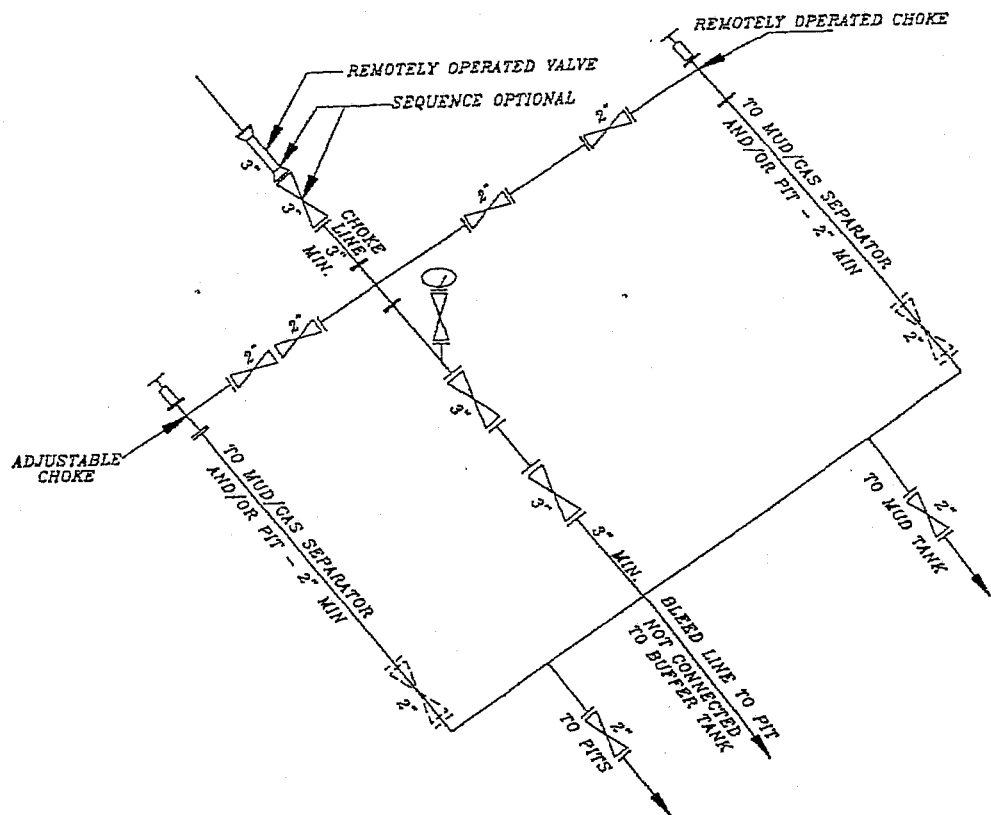 REMOTELY OPERATED CHOKE
REMOTELY OPERATED VALVE
SEQUENCE OPTIONAL
3"
3"
CHOKE
LINE
3"
MIN.
2"
2"
TO MUD/GAS SEPARATOR
AND/OR PIT - 2" MIN
2"
2"
2"
3"
ADJUSTABLE
CHOKE
TO MUD/GAS SEPARATOR
AND/OR PIT - 2" MIN
2"
3"
3" MIN.
2"
TO MUD TANK
BLEED LINE TO PIT
NOT CONNECTED
TO BUFFER TANK
2"
TO PITS